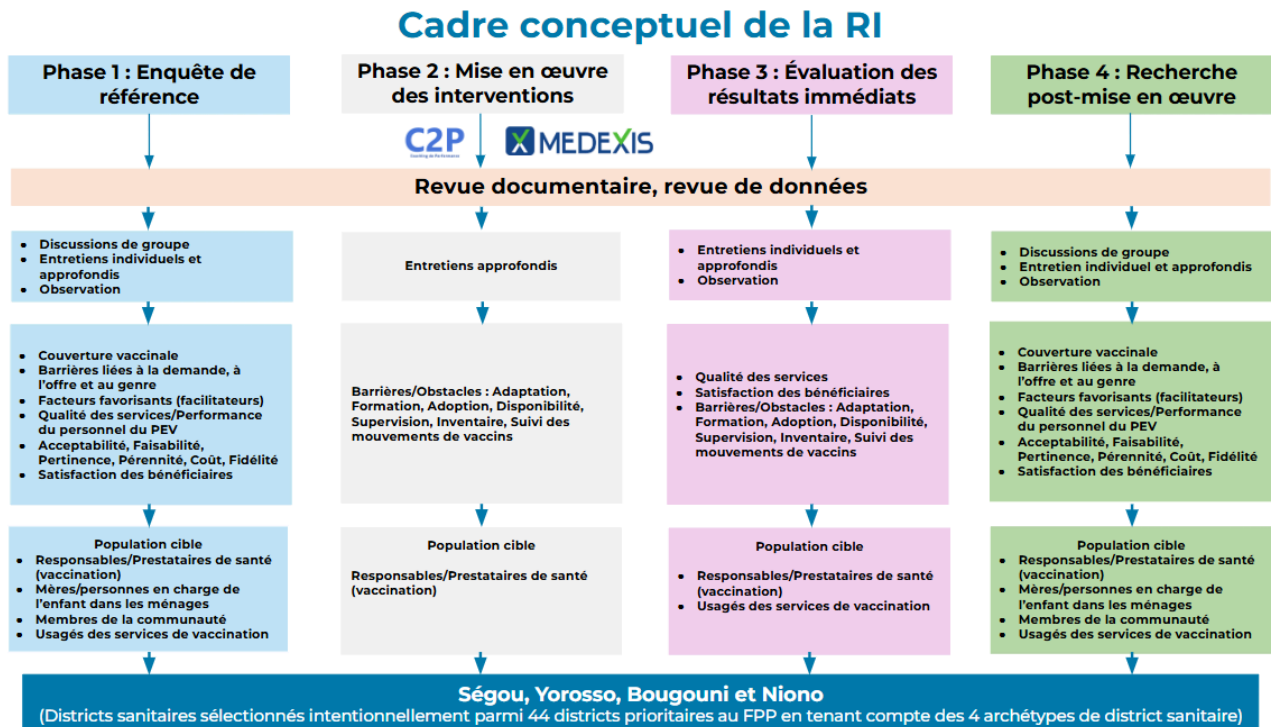 Cadre conceptuel de la RI
Phase 1 : Enquête de
référence
Phase 2 : Mise en œuvre
des interventions
Phase 3 : Évaluation des
résultats immédiats
Phase 4 : Recherche
post-mise en œuvre
C2P
MEDEXIS
Revue documentaire, revue de données
• Discussions de groupe
• Entretiens individuels et
approfondis
• Observation
Entretiens approfondis
• Entretiens individuels et
approfondis
• Observation
• Discussions de groupe
• Entretien individuel et approfondis
• Observation
• Couverture vaccinale
• Barrières liées à la demande, à
l'offre et au genre
• Facteurs favorisants (facilitateurs)
• Qualité des services/Performance
du personnel du PEV
• Acceptabilité, Faisabilité,
Pertinence, Pérennité, Coût, Fidélité
• Satisfaction des bénéficiaires
Barrières/Obstacles : Adaptation,
Formation, Adoption, Disponibilité,
Supervision, Inventaire, Suivi des
mouvements de vaccins
• Qualité des services
• Satisfaction des bénéficiaires
• Barrières/Obstacles : Adaptation,
Formation, Adoption, Disponibilité,
Supervision, Inventaire, Suivi des
mouvements de vaccins
• Couverture vaccinale
• Barrières liées à la demande, à
l'offre et au genre
• Facteurs favorisants (facilitateurs)
• Qualité des services/Performance
du personnel du PEV
• Acceptabilité, Faisabilité,
Pertinence, Pérennité, Coût, Fidélité
• Satisfaction des bénéficiaires
Population cible
• Responsables/Prestataires de santé
(vaccination)
• Mères/personnes en charge de
l'enfant dans les ménages
• Membres de la communauté
• Usagés des services de vaccination
Population cible
Responsables/Prestataires de santé
(vaccination)
Population cible
• Responsables/Prestataires de santé
(vaccination)
• Usagés des services de vaccination
Population cible
• Responsables/Prestataires de santé
(vaccination)
• Mères/personnes en charge de
l'enfant dans les ménages
• Membres de la communauté
• Usagés des services de vaccination
Ségou, Yorosso, Bougouni et Niono
(Districts sanitaires sélectionnés intentionnellement parmi 44 districts prioritaires au FPP en tenant compte des 4 archétypes de district sanitaire)